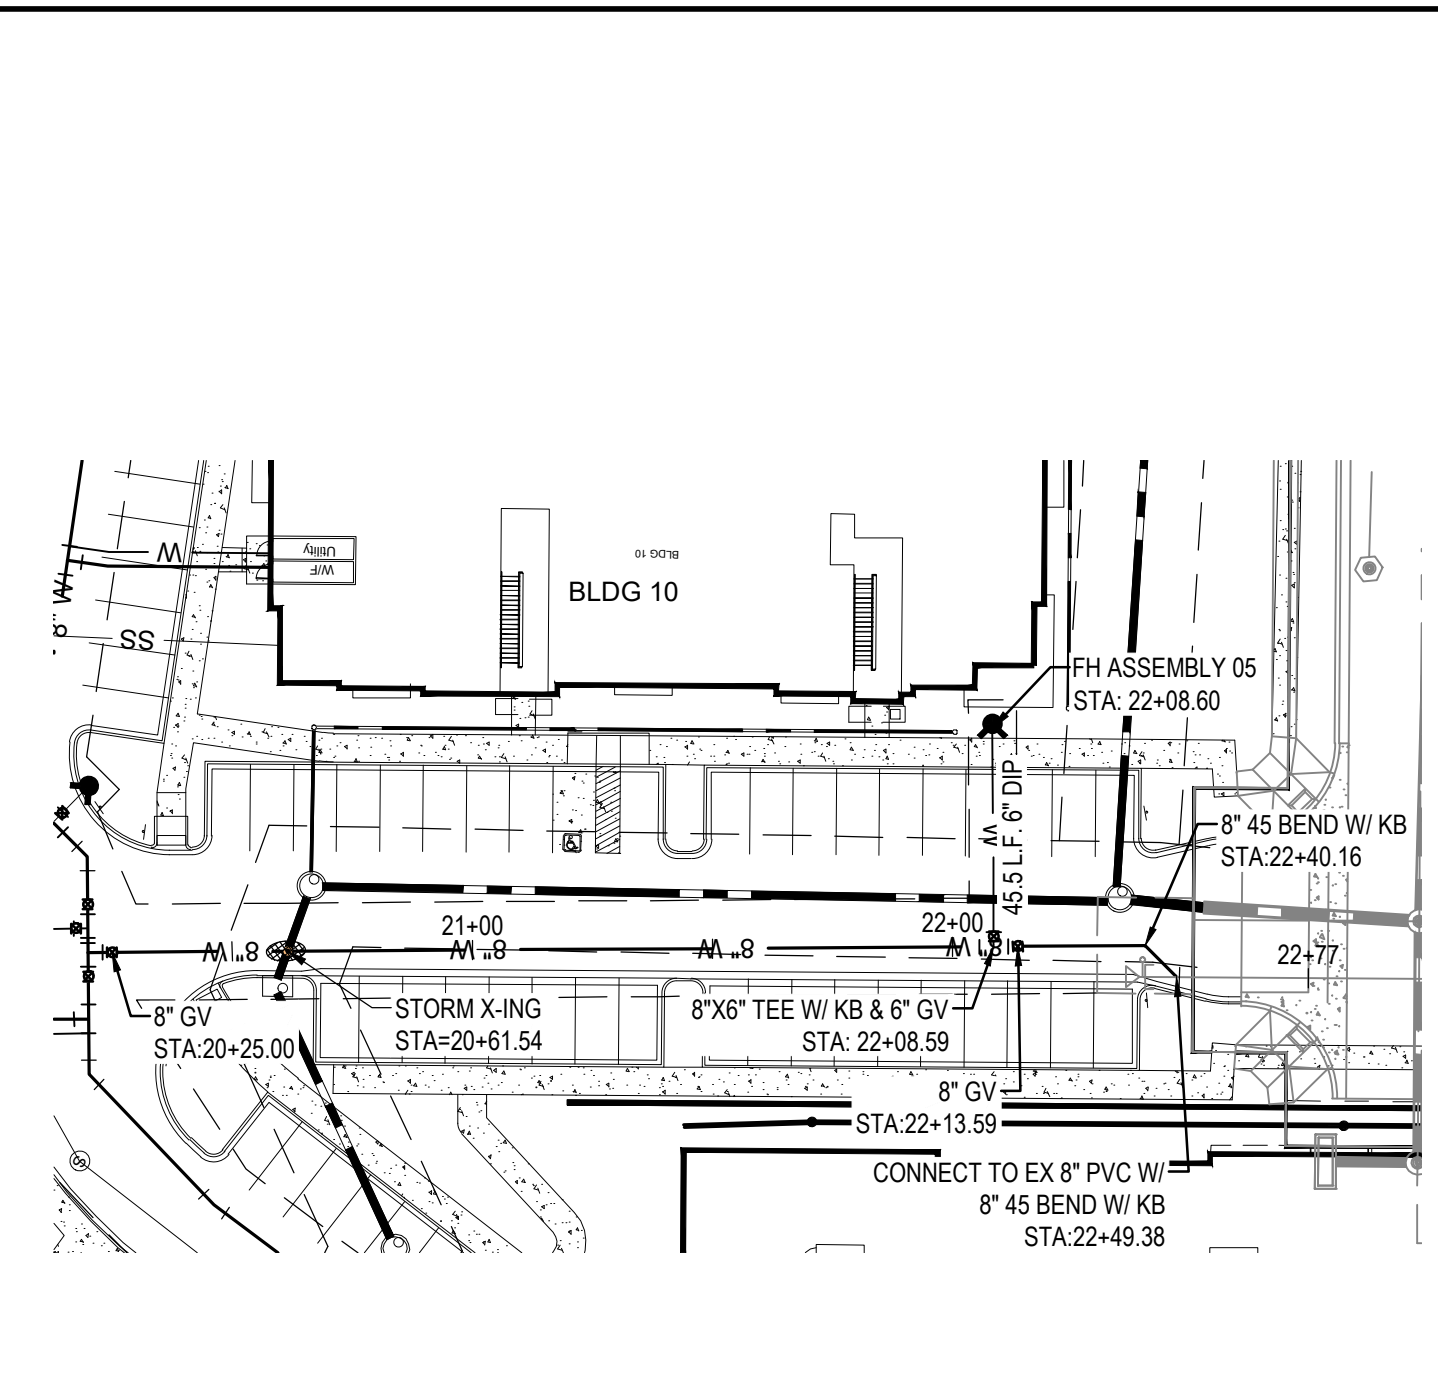 W
Utility
W/F
BLDG 10
BLDG 10
8" W
SS
FH ASSEMBLY 05
STA: 22+08.60
45.5 L.F. 6" DIP
W
8" 45 BEND W/ KB
STA:22+40.16
21+00
22+00
8" W
8" W
8" W
8" W
22+77
8" GV
STA:20+25.00
STORM X-ING
STA=20+61.54
8"X6" TEE W/ KB & 6" GV
STA: 22+08.59
8" GV
STA:22+13.59
CONNECT TO EX 8" PVC W/
8" 45 BEND W/ KB
STA:22+49.38
S